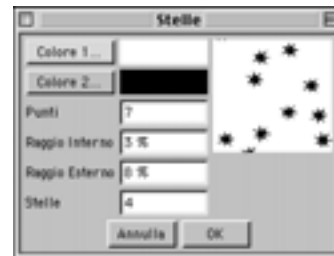 Stelle
Colore 1...
Colore 2...
Punti 7
Raggio Interno 3 %
Raggio Esterno 8 %
Stelle 4
Annulla OK